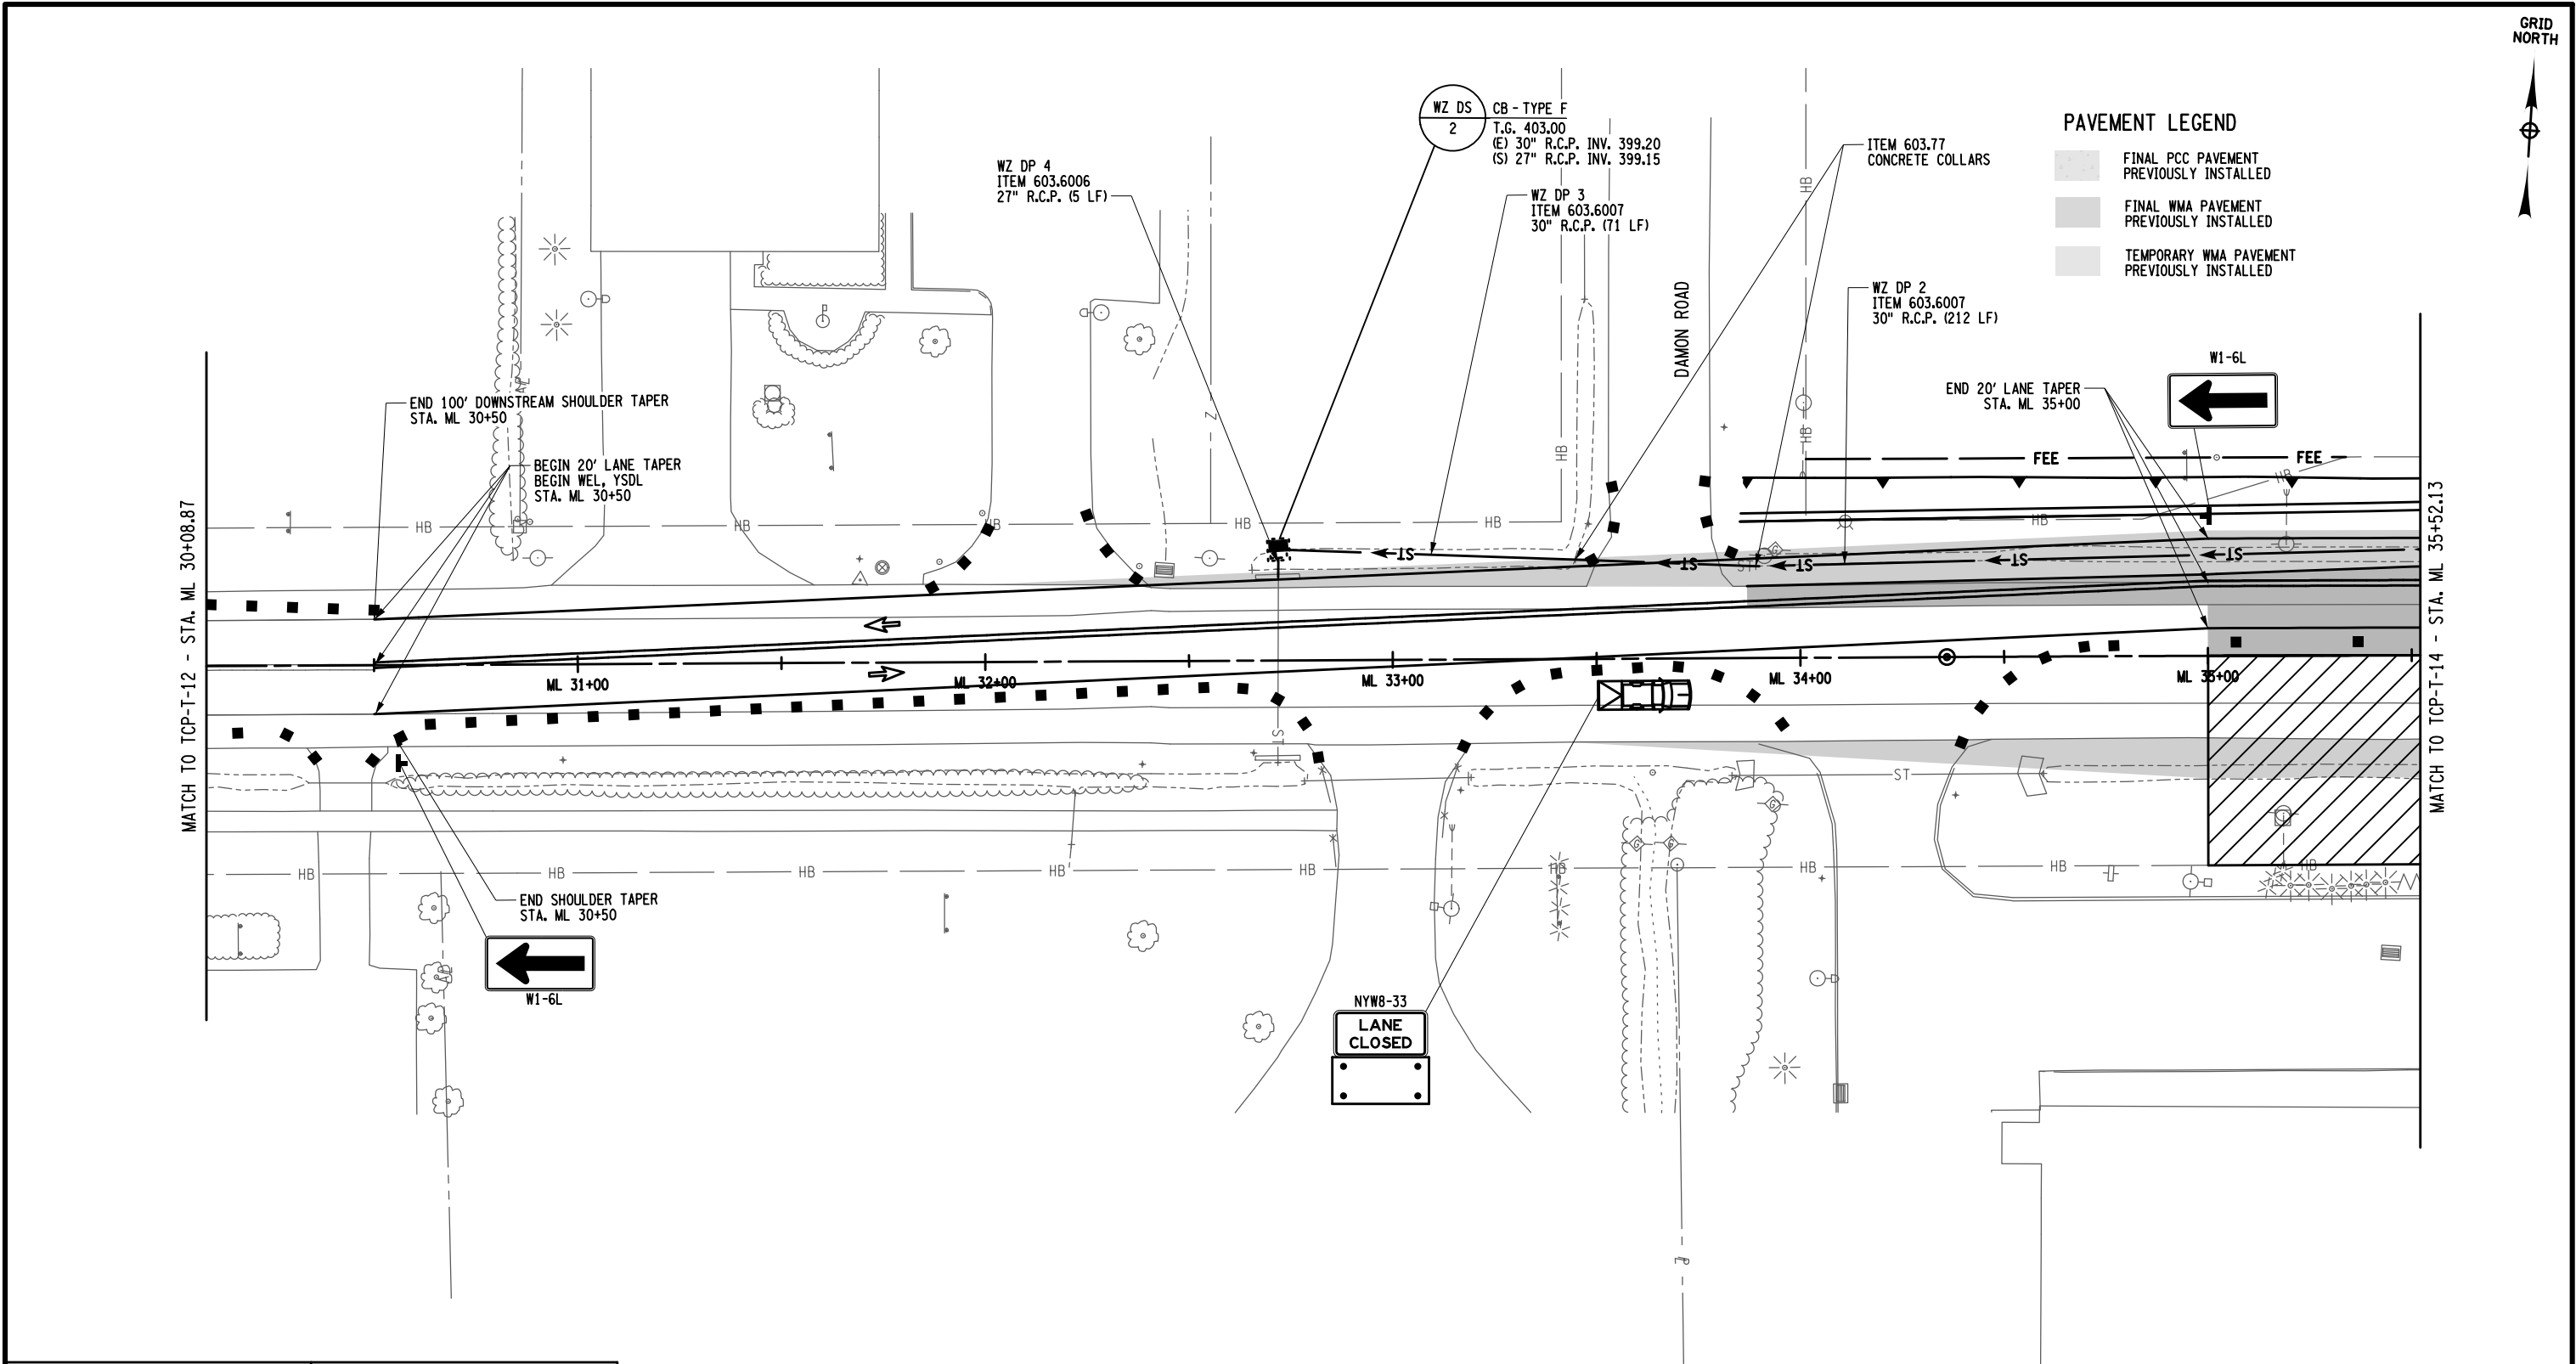 GRID
NORTH
WZ DS
2
CB - TYPE F
T.G. 403.00
(E) 30" R.C.P. INV. 399.20
(S) 27" R.C.P. INV. 399.15
WZ DP 4
ITEM 603.6006
27" R.C.P. (5 LF)
WZ DP 3
ITEM 603.6007
30" R.C.P. (71 LF)
ITEM 603.77
CONCRETE COLLARS
PAVEMENT LEGEND
FINAL PCC PAVEMENT
PREVIOUSLY INSTALLED
FINAL WMA PAVEMENT
PREVIOUSLY INSTALLED
TEMPORARY WMA PAVEMENT
PREVIOUSLY INSTALLED
DAMON ROAD
WZ DP 2
ITEM 603.6007
30" R.C.P. (212 LF)
W1-6L
END 20' LANE TAPER
STA. ML 35+00
END 100' DOWNSTREAM SHOULDER TAPER
STA. ML 30+50
BEGIN 20' LANE TAPER
BEGIN WEL, YSDL
STA. ML 30+50
MATCH TO TCP-T-12 - STA. ML 30+08.87
MATCH TO TCP-T-14 - STA. ML 35+52.13
FEE
FEE
HB
HB
HB
HB
HB
HB
HB
HB
HB
HB
HB
Z
ST
ST
ST
ST
ST
ST
ML 31+00
ML 32+00
ML 33+00
ML 34+00
ML 35+00
ST
ST
G
G
G
G
HB
HB
HB
HB
HB
HB
HB
HB
HB
END SHOULDER TAPER
STA. ML 30+50
W1-6L
NYW8-33
LANE
CLOSED